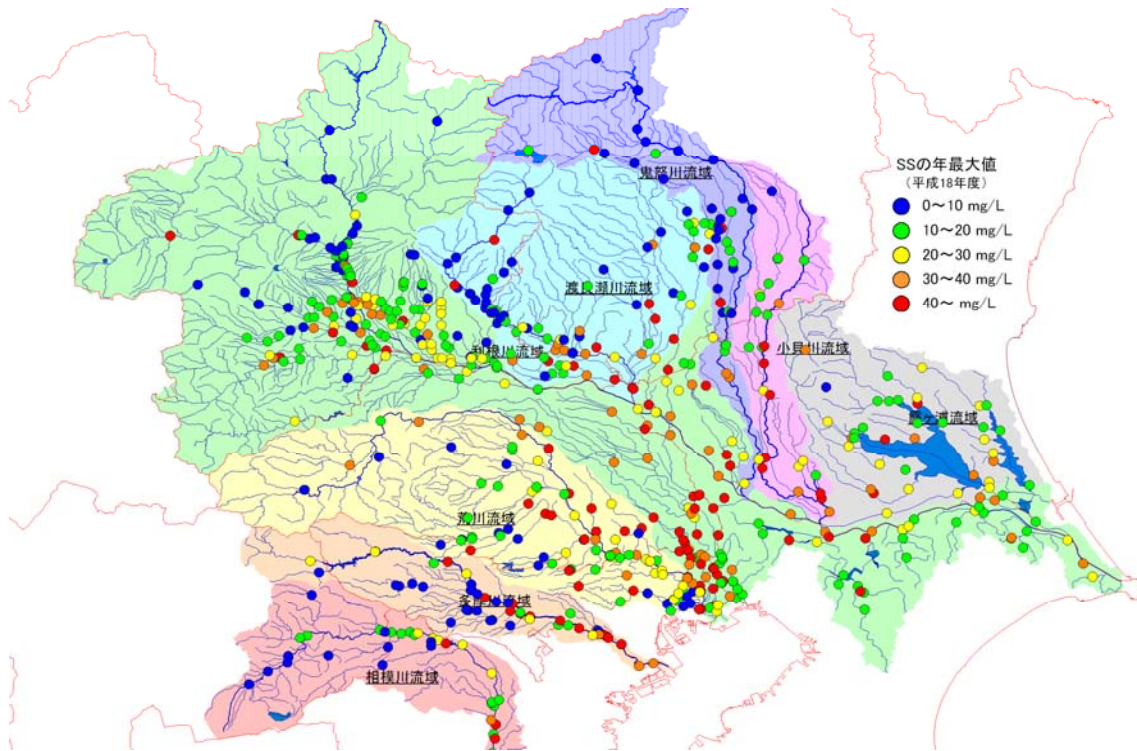 SSの年最大値
(平成18年度)
0～10 mg/L
10～20 mg/L
20～30 mg/L
30～40 mg/L
40～ mg/L
鬼怒川流域
渡良瀬川流域
利根川流域
小貝川流域
霞ヶ浦流域
荒川流域
多摩川流域
相模川流域